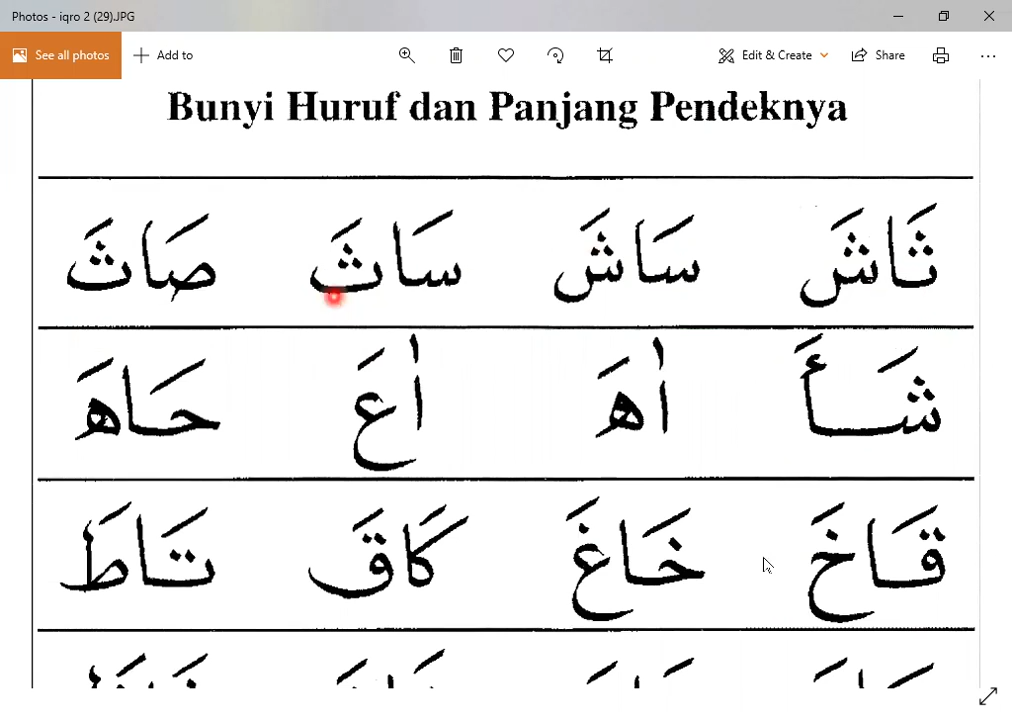 Photos - iqro 2 (29).JPG
See all photos
Add to
Edit & Create
Share
Bunyi Huruf dan Panjang Pendeknya
ثَاشَ سَاشَ سَاثَ صَاثَ
شَـأَ اٰهَ اٰعَ حَاهَ
قَاخَ خَاغَ كَاقَ تَاطَ